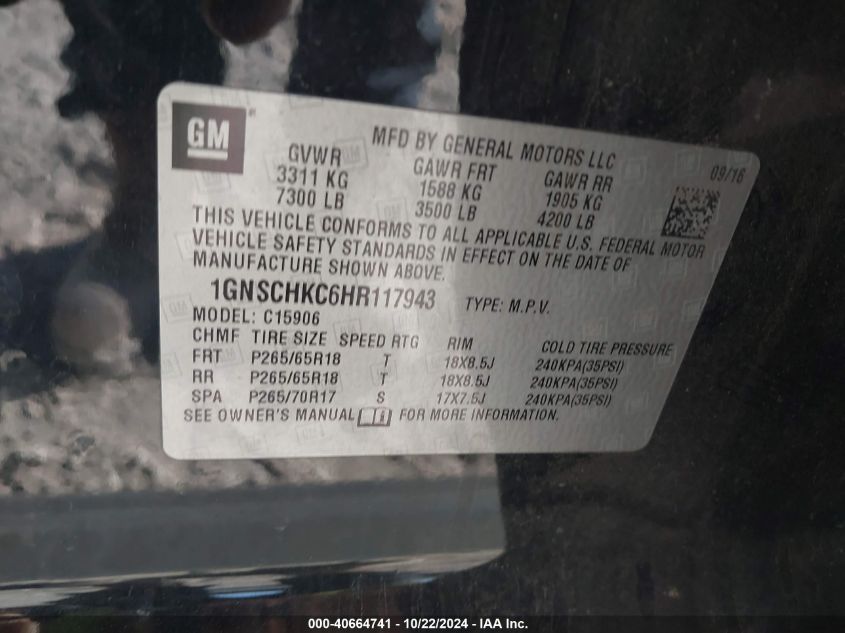 GM
MFD BY GENERAL MOTORS LLC
09/16
GVWR GAWR FRT GAWR RR
3311 KG 1588 KG 1905 KG
7300 LB 3500 LB 4200 LB
THIS VEHICLE CONFORMS TO ALL APPLICABLE U.S. FEDERAL MOTOR
VEHICLE SAFETY STANDARDS IN EFFECT ON THE DATE OF
MANUFACTURE SHOWN ABOVE.
1GNSCHKC6HR117943 TYPE: M.P.V.
MODEL: C15906
CHMF TIRE SIZE SPEED RTG RIM COLD TIRE PRESSURE
FRT P265/65R18 T 18X8.5J 240KPA(35PSI)
RR P265/65R18 T 18X8.5J 240KPA(35PSI)
SPA P265/70R17 S 17X7.5J 240KPA(35PSI)
SEE OWNER'S MANUAL FOR MORE INFORMATION.
000-40664741 - 10/22/2024 - IAA Inc.